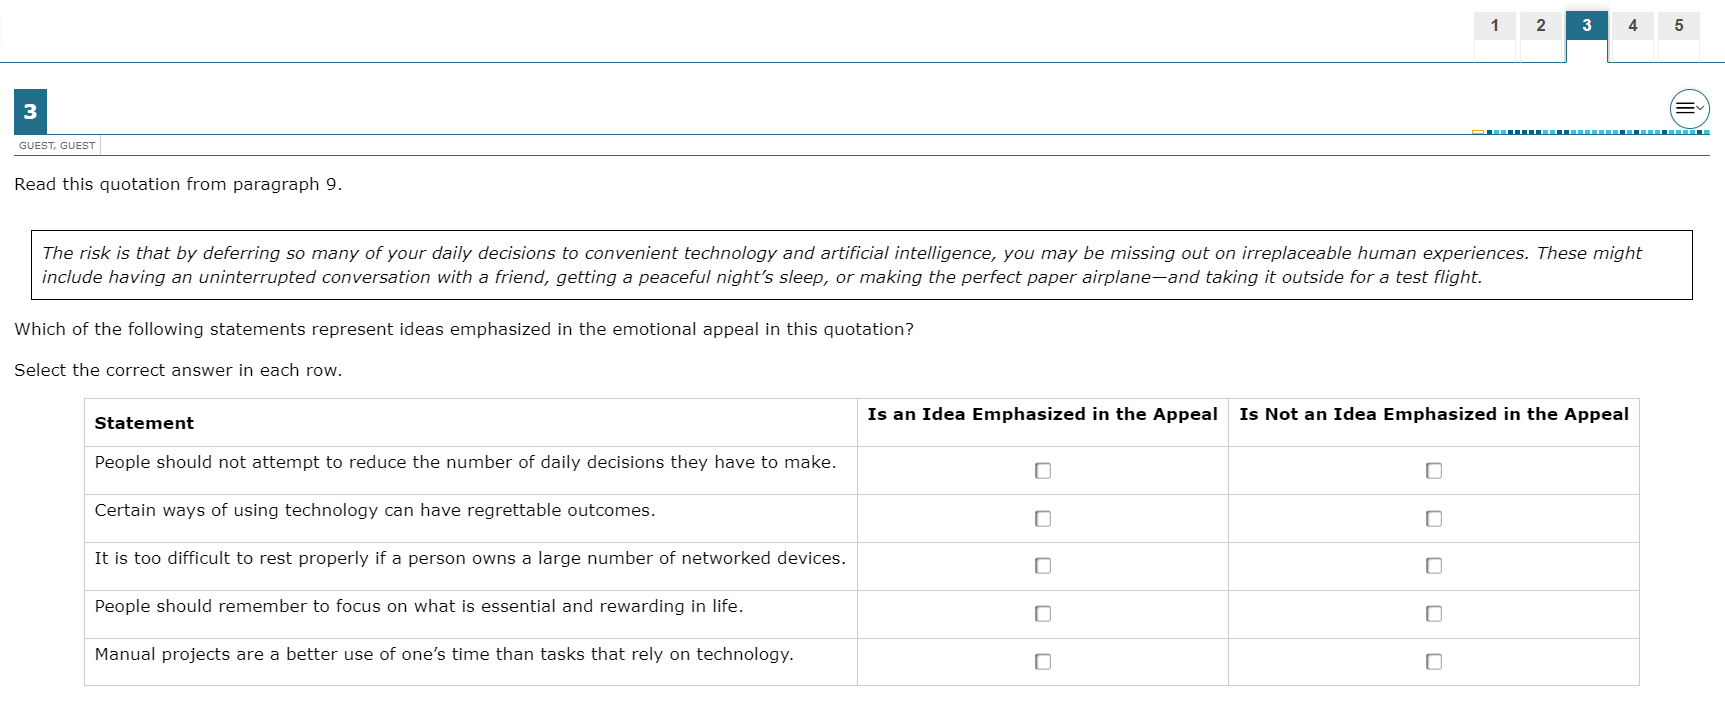 1 2 3 4 5
3
GUEST, GUEST
Read this quotation from paragraph 9.
The risk is that by deferring so many of your daily decisions to convenient technology and artificial intelligence, you may be missing out on irreplaceable human experiences. These might
include having an uninterrupted conversation with a friend, getting a peaceful night’s sleep, or making the perfect paper airplane—and taking it outside for a test flight.
Which of the following statements represent ideas emphasized in the emotional appeal in this quotation?
Select the correct answer in each row.
Statement Is an Idea Emphasized in the Appeal Is Not an Idea Emphasized in the Appeal
People should not attempt to reduce the number of daily decisions they have to make.
Certain ways of using technology can have regrettable outcomes.
It is too difficult to rest properly if a person owns a large number of networked devices.
People should remember to focus on what is essential and rewarding in life.
Manual projects are a better use of one’s time than tasks that rely on technology.